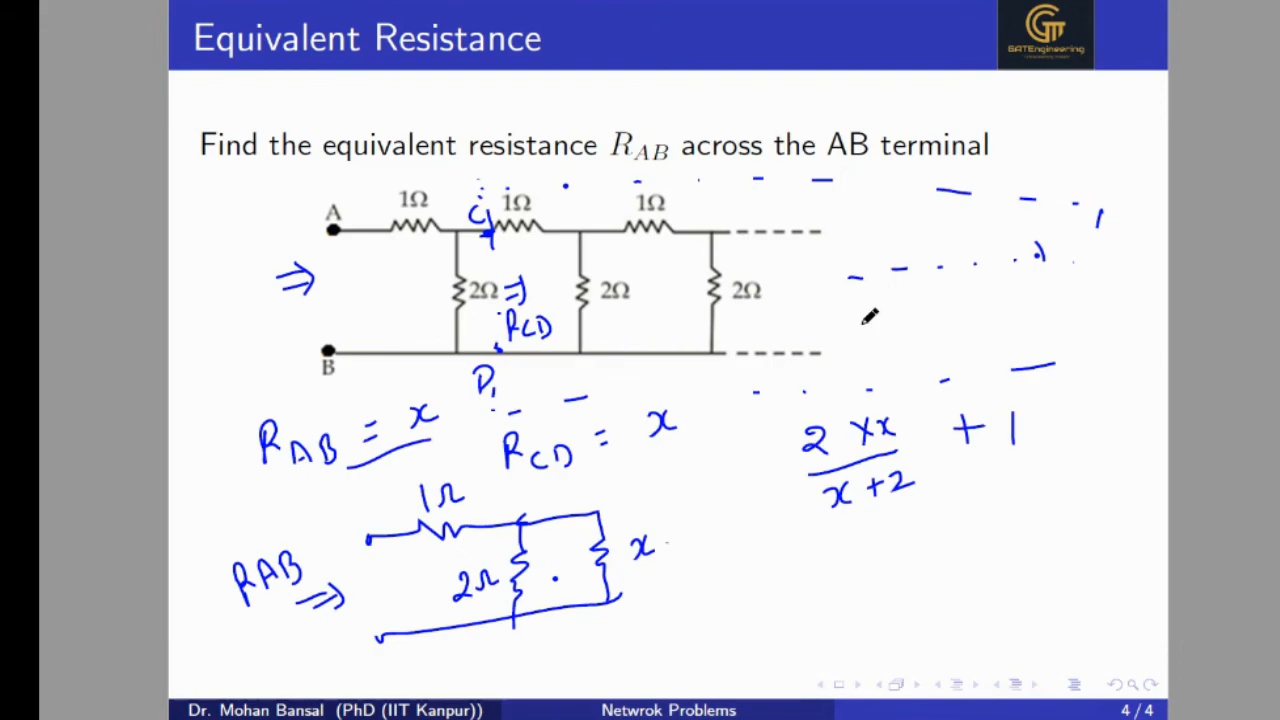 Equivalent Resistance
GATEngineering
Find the equivalent resistance R_AB across the AB terminal
1Ω 1Ω 1Ω
A C
2Ω ⇒ 2Ω 2Ω
⇒ R_CD
B D
R_AB = x R_CD = x 2 × x / x + 2 + 1
1Ω
R_AB ⇒ 2Ω x
Dr. Mohan Bansal (PhD (IIT Kanpur)) Netwrok Problems 4 / 4